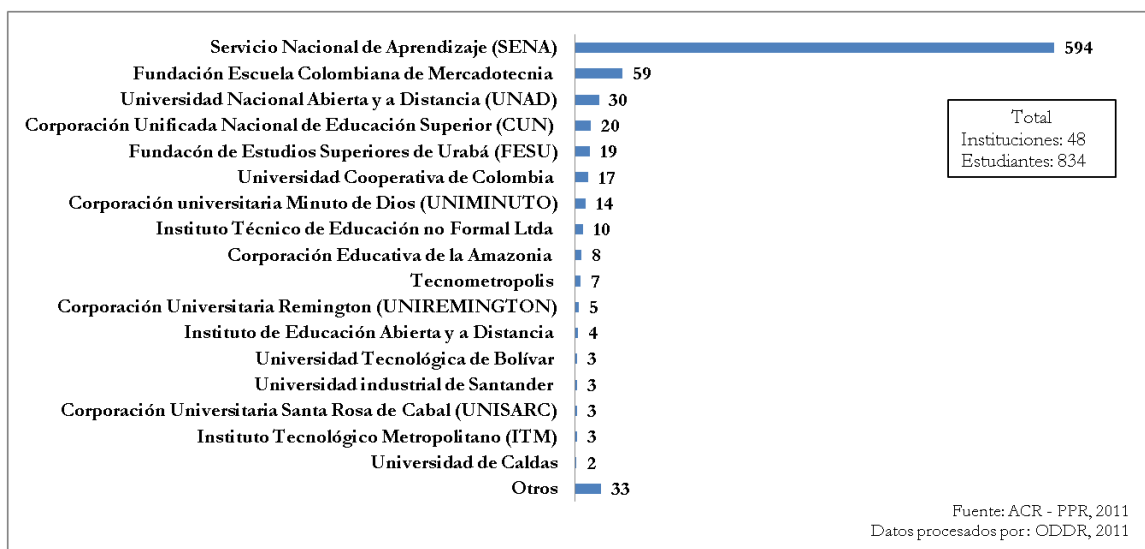 Servicio Nacional de Aprendizaje (SENA) 594
Fundación Escuela Colombiana de Mercadotecnia 59
Universidad Nacional Abierta y a Distancia (UNAD) 30
Corporación Unificada Nacional de Educación Superior (CUN) 20
Fundacón de Estudios Superiores de Urabá (FESU) 19
Universidad Cooperativa de Colombia 17
Corporación universitaria Minuto de Dios (UNIMINUTO) 14
Instituto Técnico de Educación no Formal Ltda 10
Corporación Educativa de la Amazonia 8
Tecnometropolis 7
Corporación Universitaria Remington (UNIREMINGTON) 5
Instituto de Educación Abierta y a Distancia 4
Universidad Tecnológica de Bolívar 3
Universidad industrial de Santander 3
Corporación Universitaria Santa Rosa de Cabal (UNISARC) 3
Instituto Tecnológico Metropolitano (ITM) 3
Universidad de Caldas 2
Otros 33
Total
Instituciones: 48
Estudiantes: 834
Fuente: ACR - PPR, 2011
Datos procesados por: ODDR, 2011